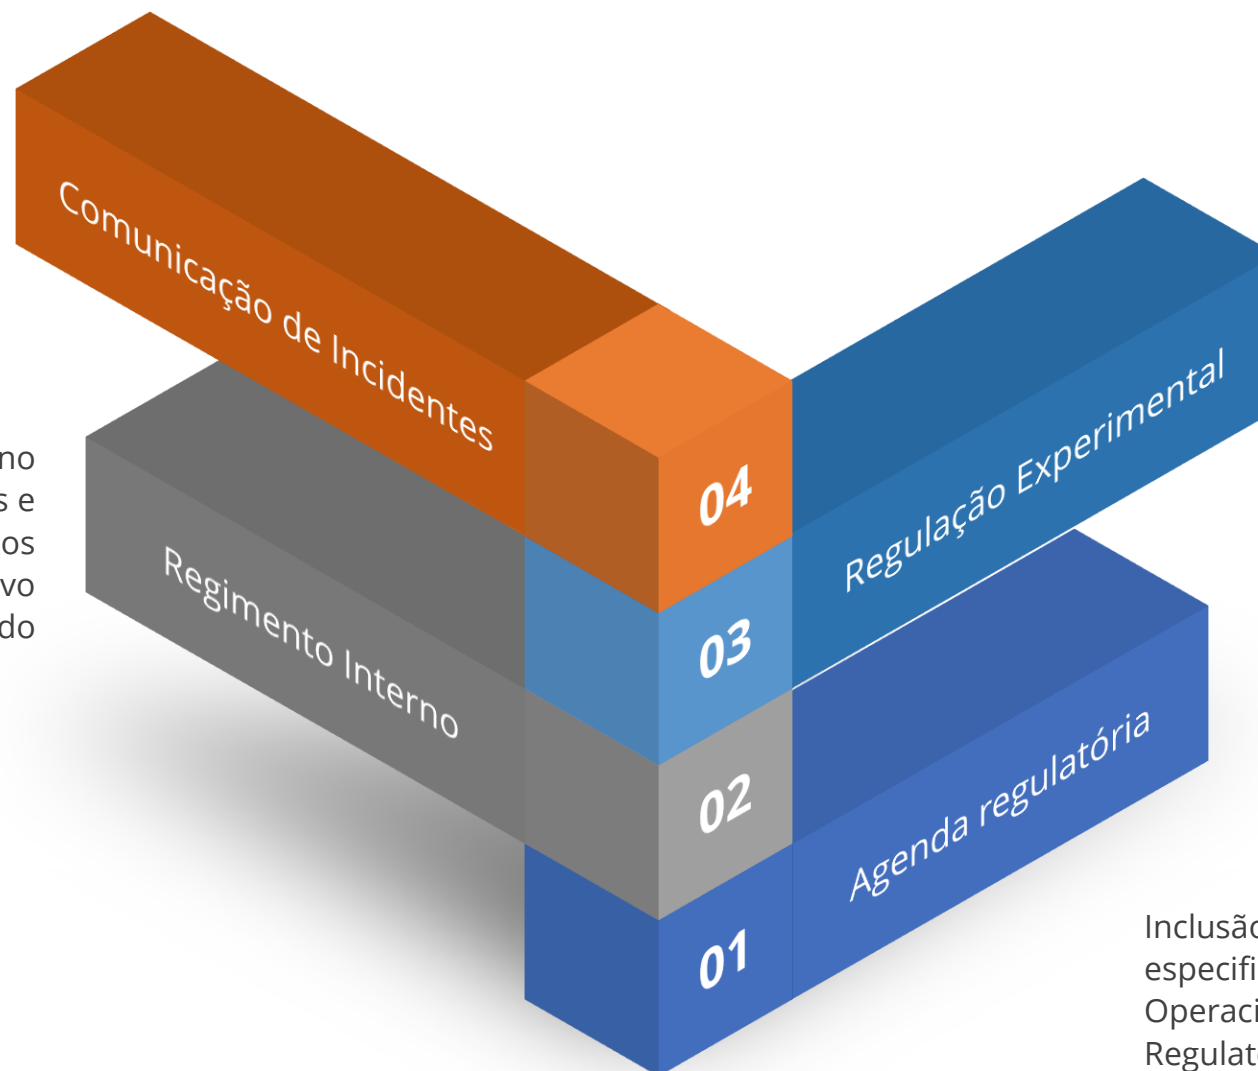 Comunicação de Incidentes
04
Regulação Experimental
03
Regimento Interno
02
Agenda regulatória
01
no
s e
os
vo
do
Inclusão
especifi
Operaci
Regulat